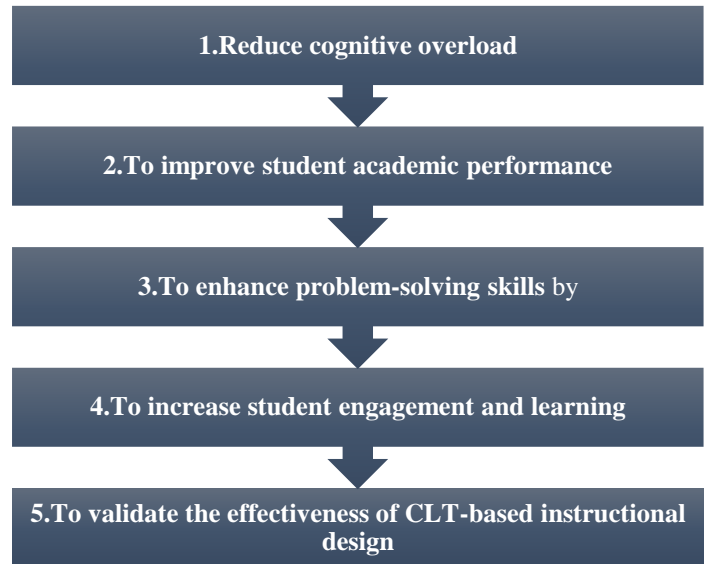 1.Reduce cognitive overload
2.To improve student academic performance
3.To enhance problem-solving skills by
4.To increase student engagement and learning
5.To validate the effectiveness of CLT-based instructional
design